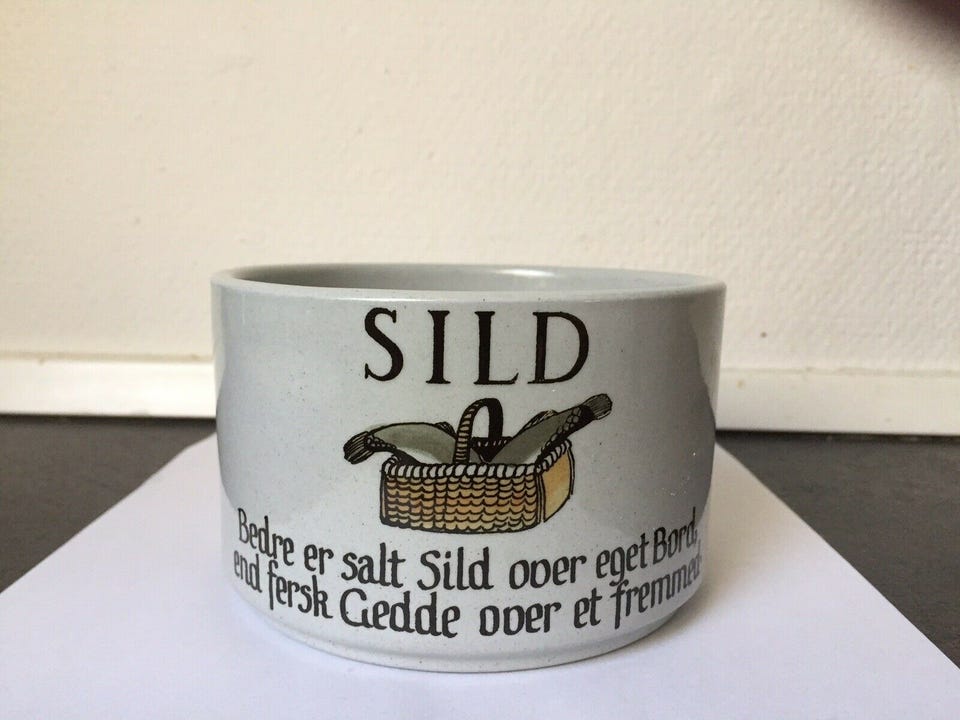 SILD
Bedre er salt Sild over eget Bord,
end fersk Gedde over et fremmed.